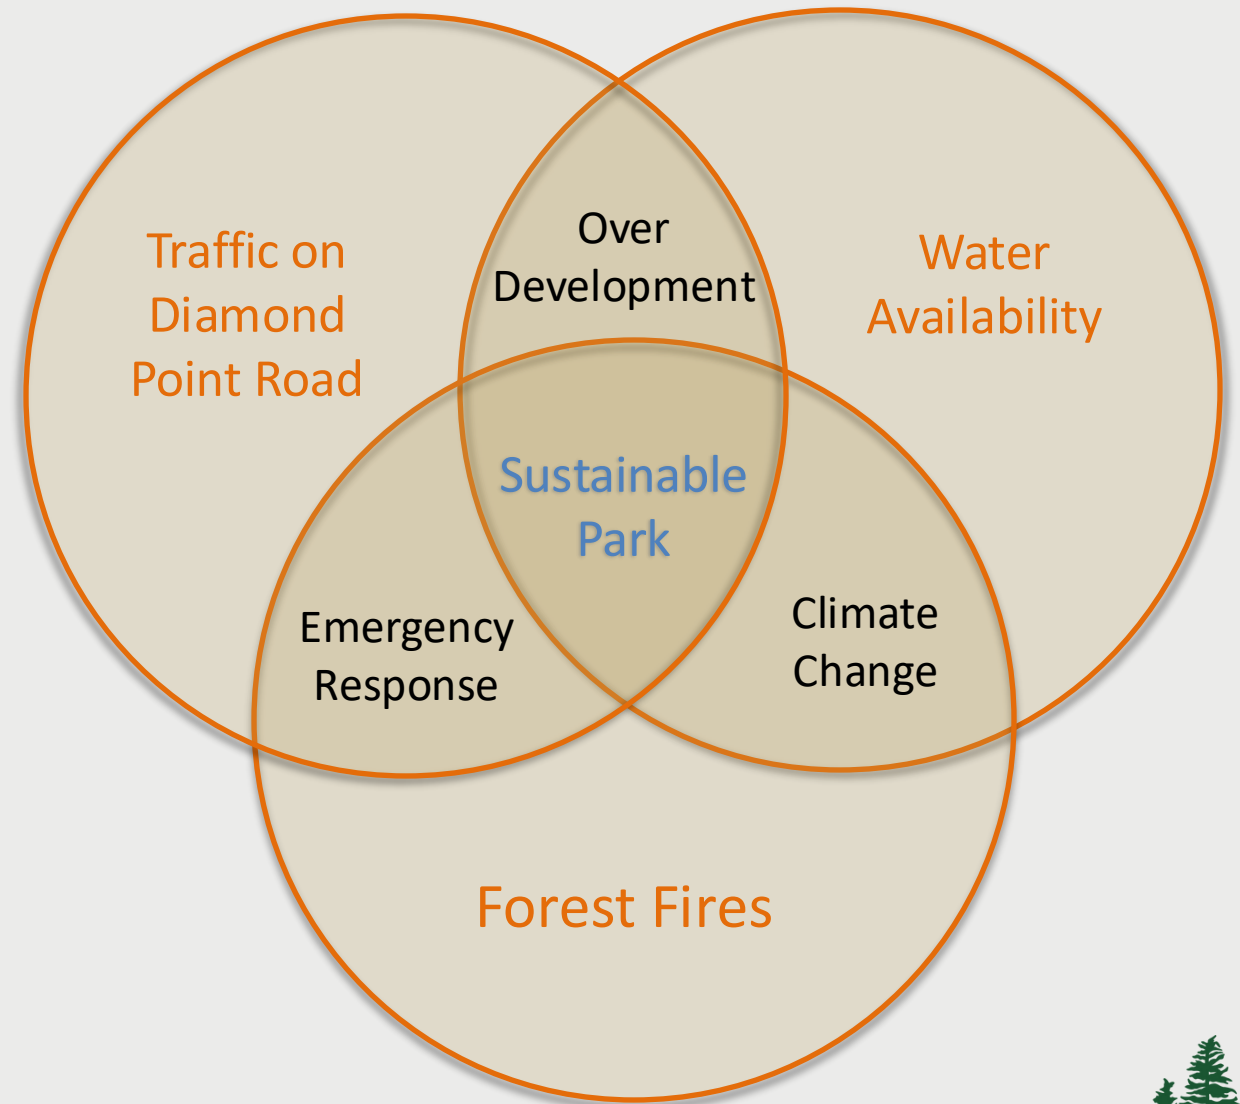 Traffic on
Diamond
Point Road
Over
Development
Water
Availability
Sustainable
Park
Emergency
Response
Climate
Change
Forest Fires